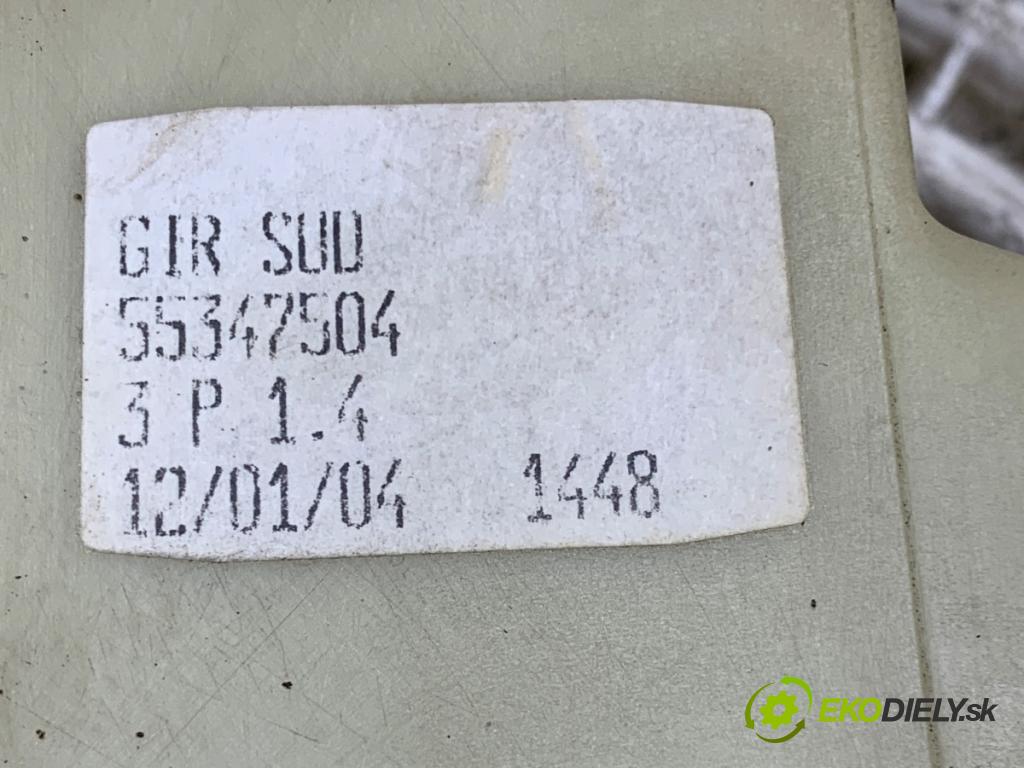 GIR SUD
55347504
3 P 1.4
12/01/04 1448
EKODIELY.sk